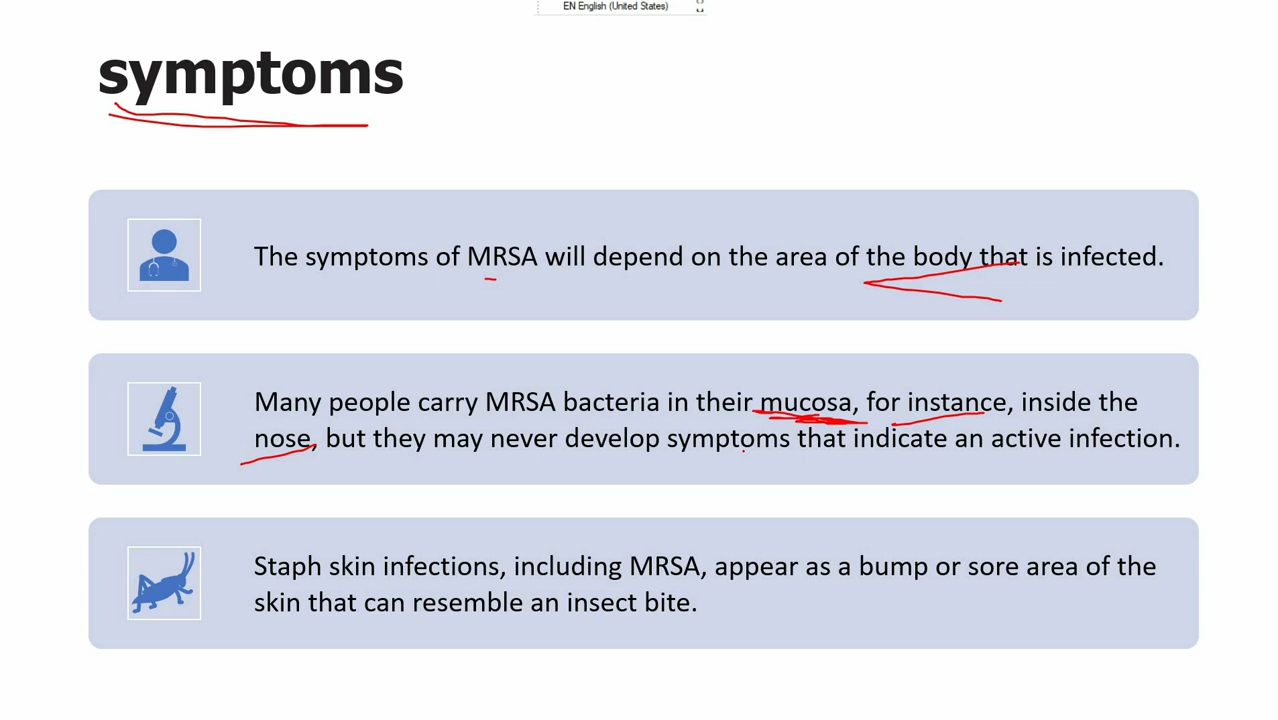 EN English (United States)
symptoms
The symptoms of MRSA will depend on the area of the body that is infected.
Many people carry MRSA bacteria in their mucosa, for instance, inside the
nose, but they may never develop symptoms that indicate an active infection.
Staph skin infections, including MRSA, appear as a bump or sore area of the
skin that can resemble an insect bite.